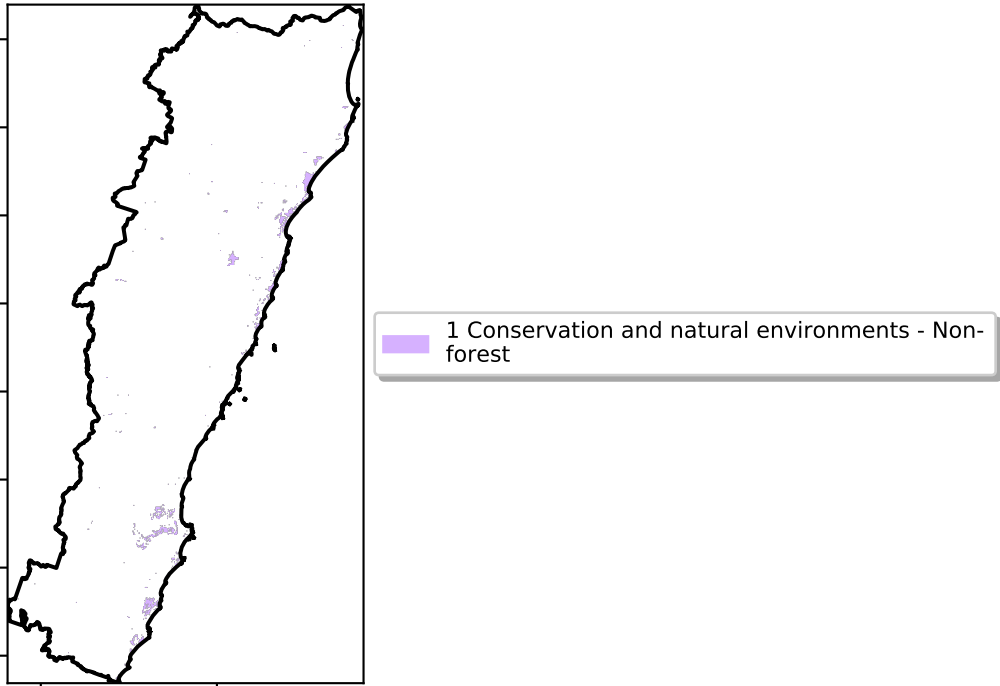 1 Conservation and natural environments - Non-
forest